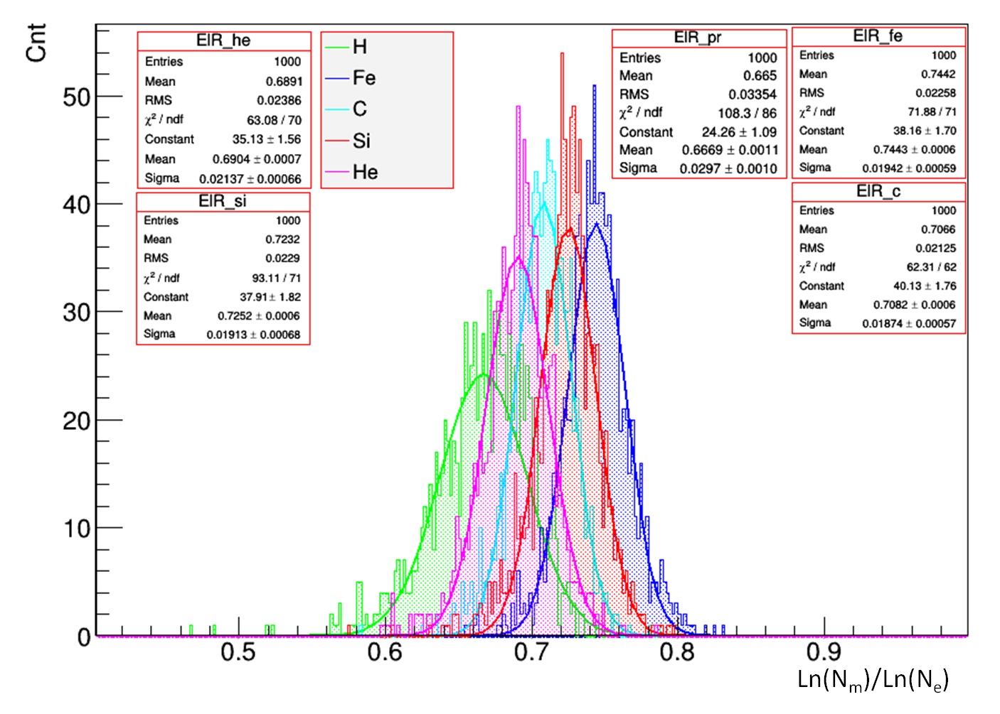 Cnt
EIR_he
Entries 1000
Mean 0.6891
RMS 0.02386
χ² / ndf 63.08 / 70
Constant 35.13 ± 1.56
Mean 0.6904 ± 0.0007
Sigma 0.02137 ± 0.00066
EIR_si
Entries 1000
Mean 0.7232
RMS 0.0229
χ² / ndf 93.11 / 71
Constant 37.91 ± 1.82
Mean 0.7252 ± 0.0006
Sigma 0.01913 ± 0.00068
H
Fe
C
Si
He
EIR_pr
Entries 1000
Mean 0.665
RMS 0.03354
χ² / ndf 108.3 / 86
Constant 24.26 ± 1.09
Mean 0.6669 ± 0.0011
Sigma 0.0297 ± 0.0010
EIR_fe
Entries 1000
Mean 0.7442
RMS 0.02258
χ² / ndf 71.88 / 71
Constant 38.16 ± 1.70
Mean 0.7443 ± 0.0006
Sigma 0.01942 ± 0.00059
EIR_c
Entries 1000
Mean 0.7066
RMS 0.02125
χ² / ndf 62.31 / 62
Constant 40.13 ± 1.76
Mean 0.7082 ± 0.0006
Sigma 0.01874 ± 0.00057
50
40
30
20
10
0
0.5 0.6 0.7 0.8 0.9
Ln(Nm)/Ln(Ne)